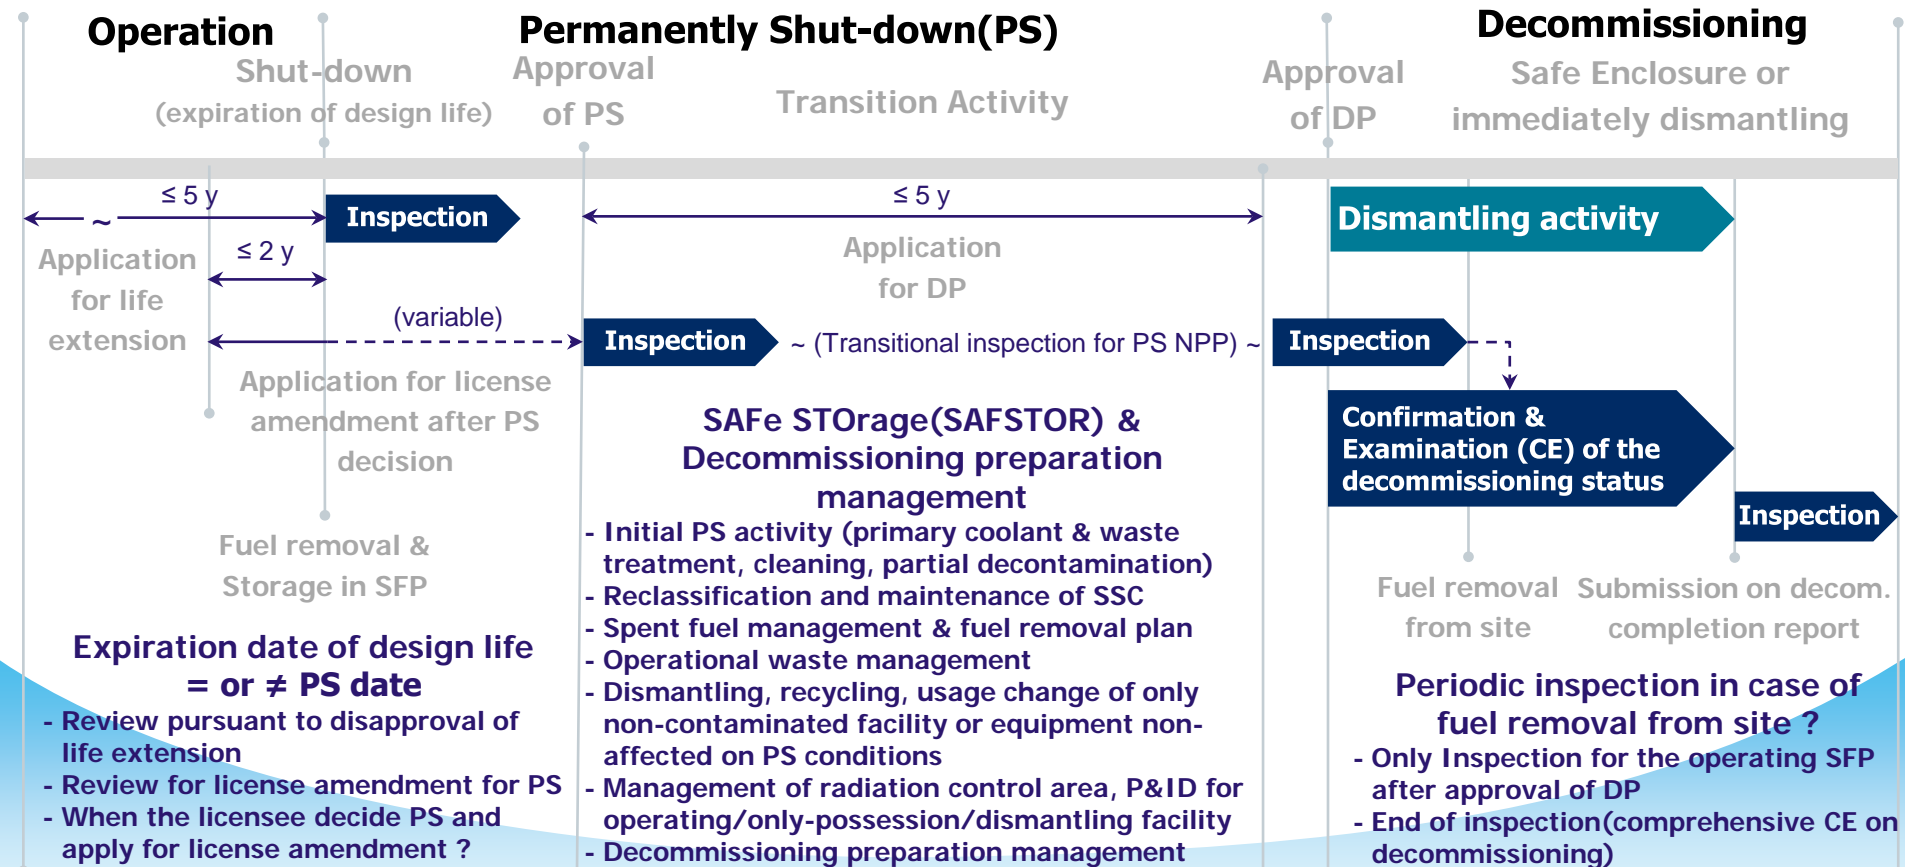 Operation
Permanently Shut-down(PS)
Decommissioning
Shut-down
(expiration of design life)
Approval
of PS
Transition Activity
Approval
of DP
Safe Enclosure or
immediately dismantling
≤ 5 y
~
Inspection
≤ 5 y
Dismantling activity
Application
for life
extension
≤ 2 y
Application
for DP
(variable)
Inspection
~ (Transitional inspection for PS NPP) ~
Inspection
Application for license
amendment after PS
decision
Confirmation &
Examination (CE) of the
decommissioning status
Inspection
Fuel removal &
Storage in SFP
Fuel removal
from site
Submission on decom.
completion report
Expiration date of design life
= or ≠ PS date
- Review pursuant to disapproval of
life extension
- Review for license amendment for PS
- When the licensee decide PS and
apply for license amendment ?
SAFe STOrage(SAFSTOR) &
Decommissioning preparation
management
- Initial PS activity (primary coolant & waste
treatment, cleaning, partial decontamination)
- Reclassification and maintenance of SSC
- Spent fuel management & fuel removal plan
- Operational waste management
- Dismantling, recycling, usage change of only
non-contaminated facility or equipment non-
affected on PS conditions
- Management of radiation control area, P&ID for
operating/only-possession/dismantling facility
- Decommissioning preparation management
Periodic inspection in case of
fuel removal from site ?
- Only Inspection for the operating SFP
after approval of DP
- End of inspection(comprehensive CE on
decommissioning)